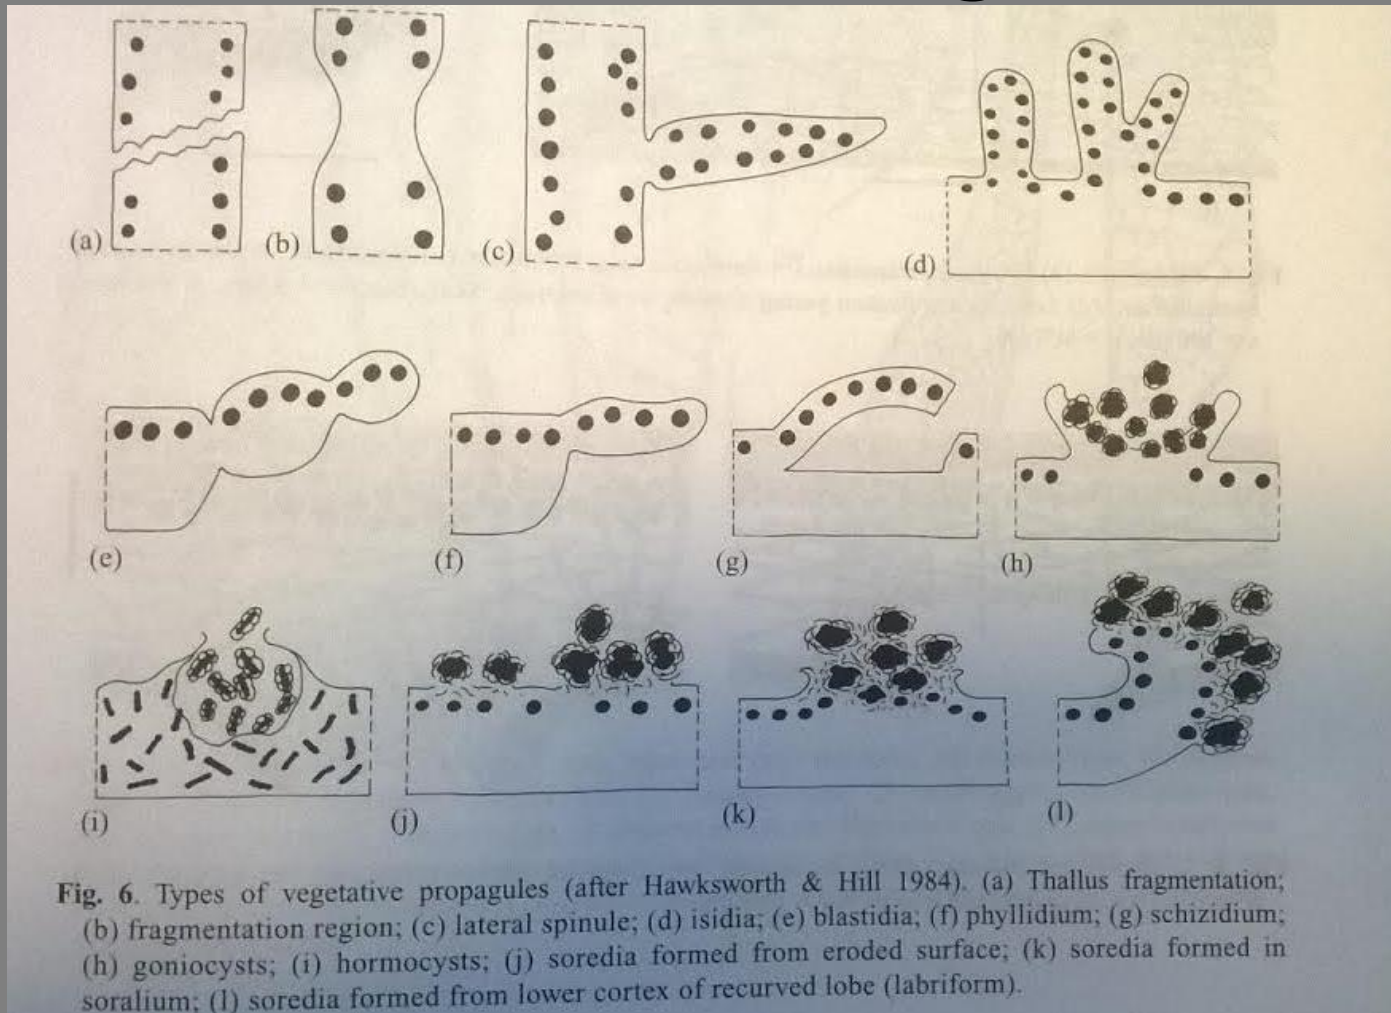 (a) (b) (c) (d)
(e) (f) (g) (h)
(i) (j) (k) (l)
Fig. 6. Types of vegetative propagules (after Hawksworth & Hill 1984). (a) Thallus fragmentation;
(b) fragmentation region; (c) lateral spinule; (d) isidia; (e) blastidia; (f) phyllidium; (g) schizidium;
(h) goniocysts; (i) hormocysts; (j) soredia formed from eroded surface; (k) soredia formed in
soralium; (l) soredia formed from lower cortex of recurved lobe (labriform).